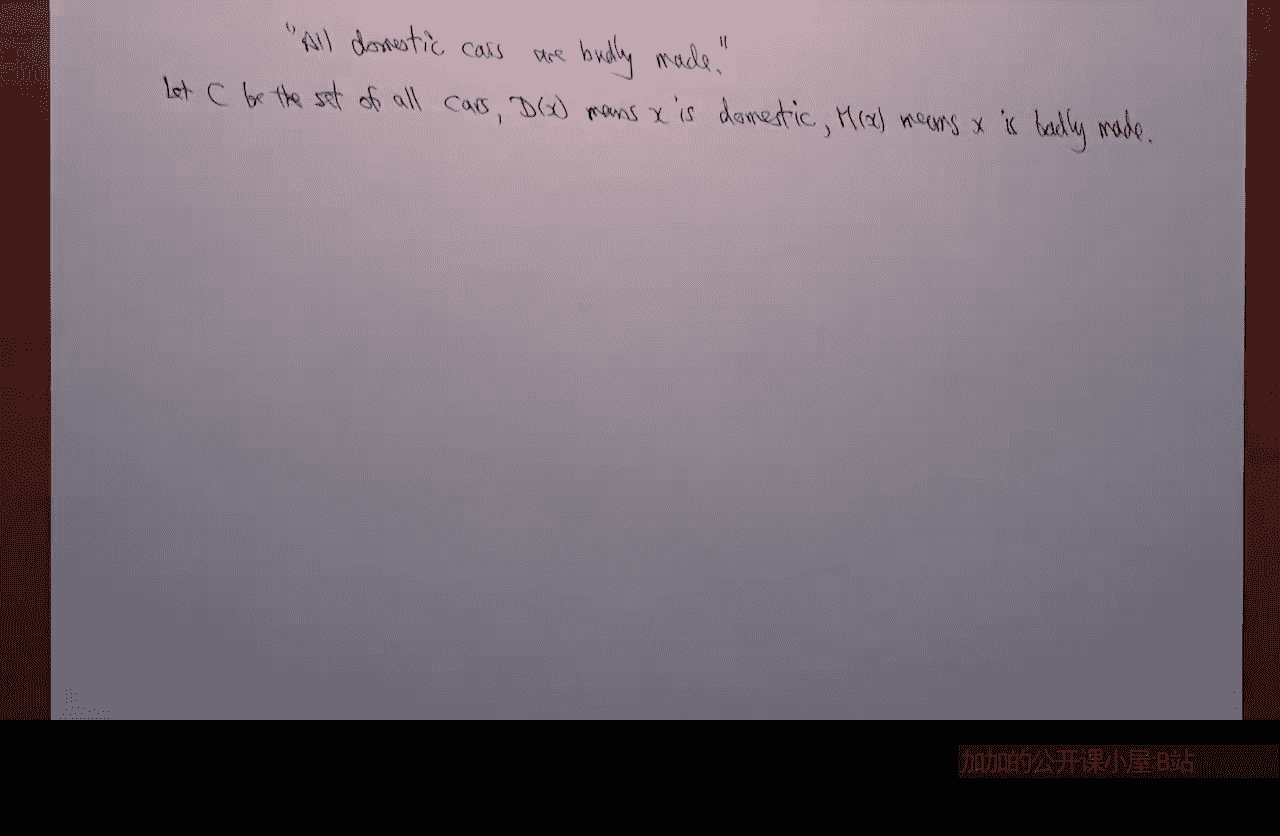 "All domestic cars are badly made."
Let C be the set of all cars, D(x) means x is domestic, M(x) means x is badly made.
加加的公开课小屋 B站